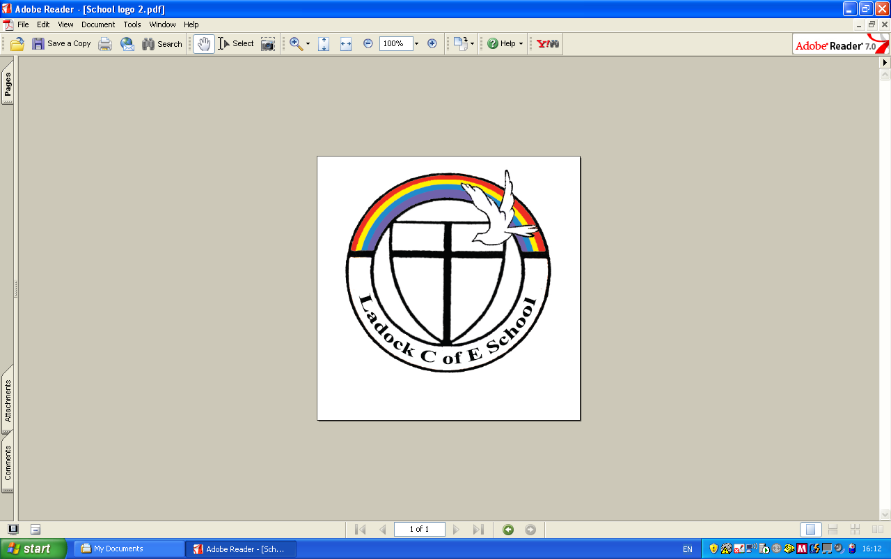 Adobe Reader - [School logo 2.pdf]
File Edit View Document Tools Window Help
Save a Copy Search Select 100% Help Y! Adobe Reader 7.0
Pages
Ladock C of E School
Attachments
Comments
1 of 1
start My Documents Adobe Reader - [Sch... EN 16:12